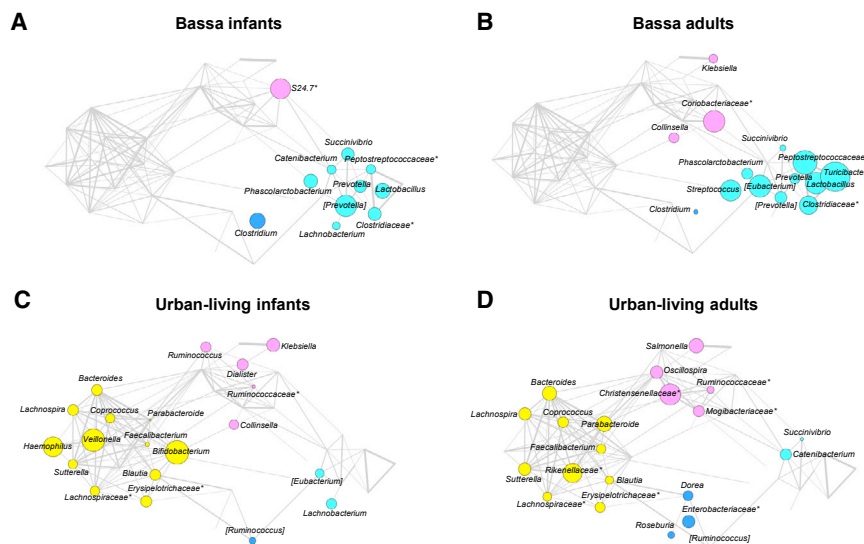 A
Bassa infants
S24.7*
Succinivibrio
Catenibacterium
Peptostreptococcaceae*
Phascolarctobacterium
Prevotella
Lactobacillus
[Prevotella]
Clostridiaceae*
Clostridium
Lachnobacterium
B
Bassa adults
Klebsiella
Coriobacteriaceae*
Collinsella
Succinivibrio
Peptostreptococcaceae
Phascolarctobacterium
Prevotella
Turicibacte
Streptococcus
[Eubacterium]
Lactobacillus
[Prevotella]
Clostridiaceae*
Clostridium
C
Urban-living infants
Ruminococcus
Klebsiella
Dialister
Bacteroides
Ruminococcaceae*
Lachnospira
Coprococcus
Parabacteroide
Collinsella
Faecalibacterium
Haemophilus
Veillonella
Bifidobacterium
Sutterella
Blautia
[Eubacterium]
Lachnospiraceae*
Erysipelotrichaceae*
Lachnobacterium
[Ruminococcus]
D
Urban-living adults
Salmonella
Oscillospira
Bacteroides
Ruminococcaceae*
Christensenellaceae*
Lachnospira
Coprococcus
Mogibacteriaceae*
Parabacteroide
Succinivibrio
Faecalibacterium
Catenibacterium
Rikenellaceae*
Sutterella
Blautia
Dorea
Lachnospiraceae*
Erysipelotrichaceae*
Enterobacteriaceae*
Roseburia
[Ruminococcus]